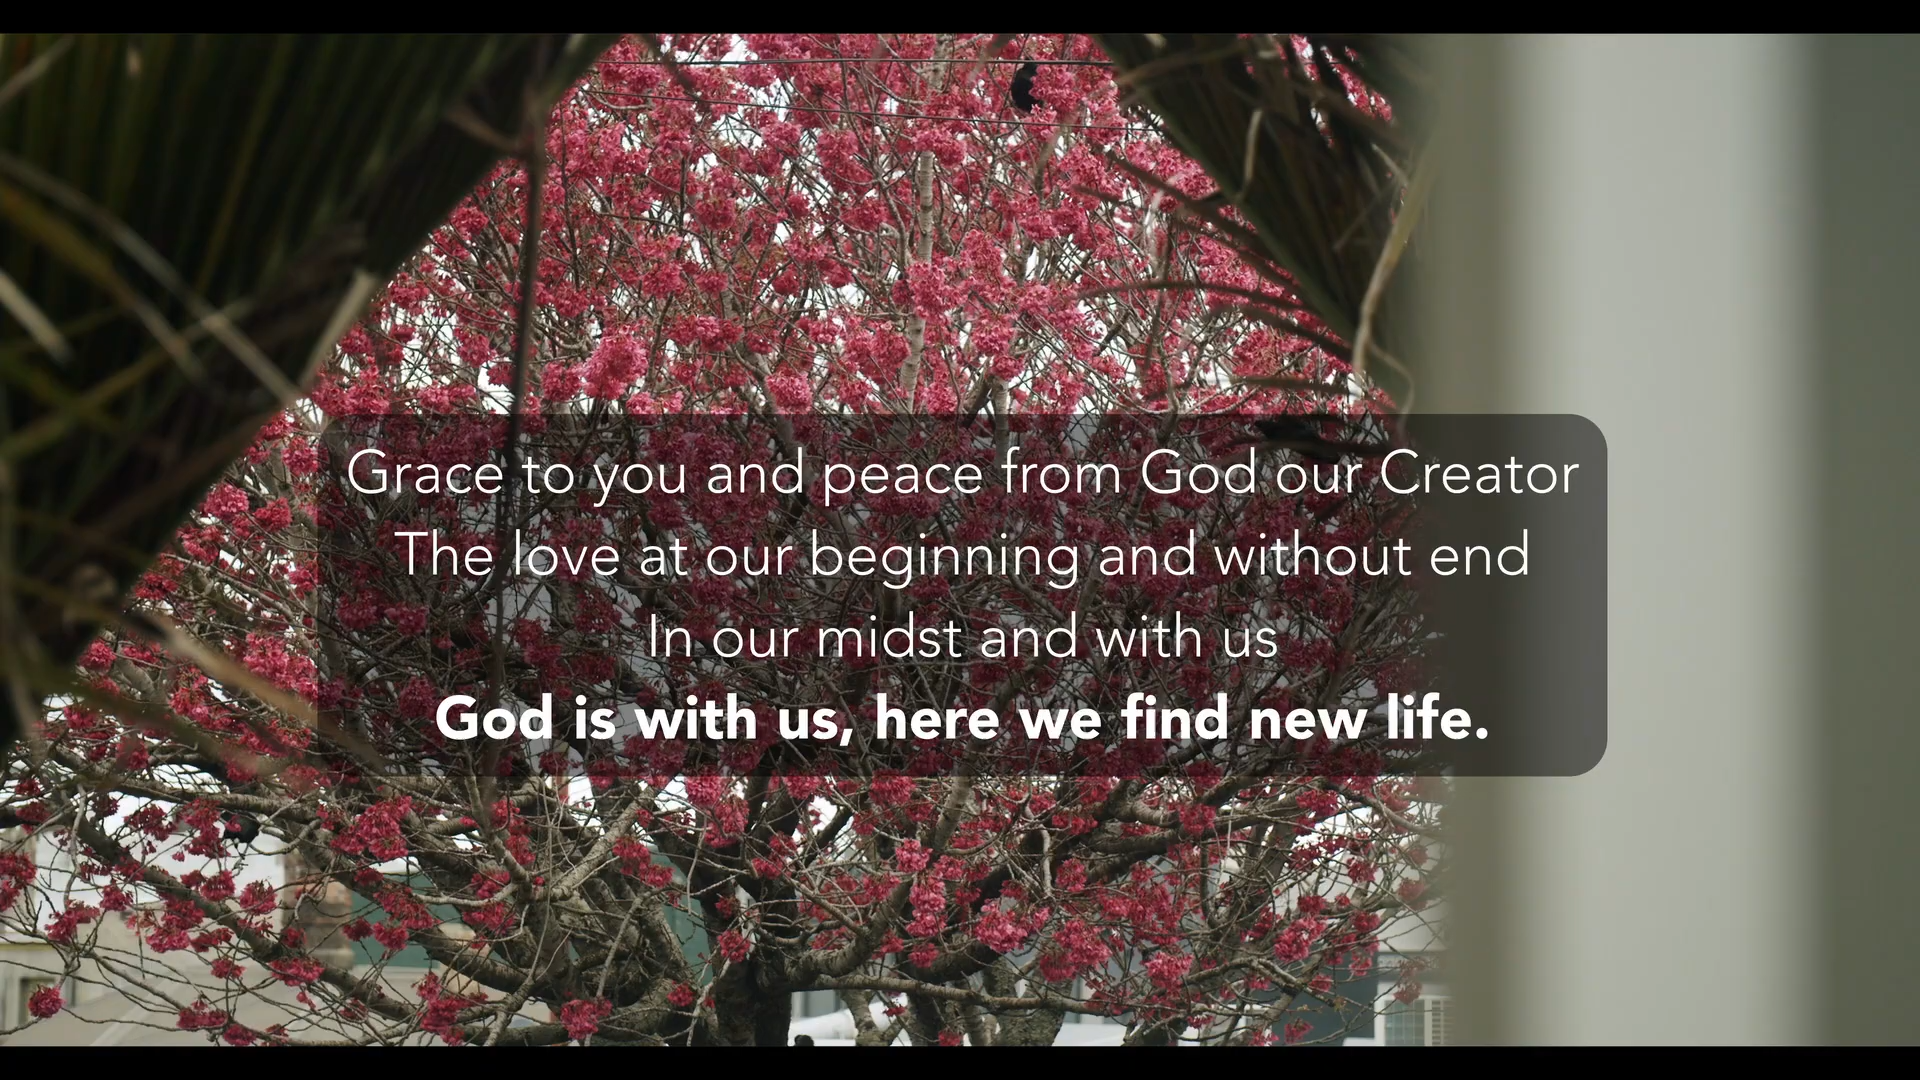 Grace to you and peace from God our Creator
The love at our beginning and without end
In our midst and with us
God is with us, here we find new life.